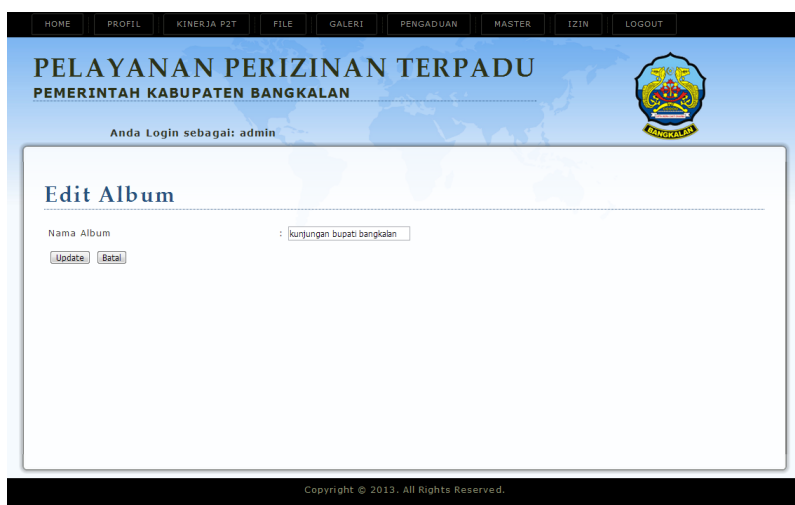 HOME PROFIL KINERJA P2T FILE GALERI PENGADUAN MASTER IZIN LOGOUT
PELAYANAN PERIZINAN TERPADU
PEMERINTAH KABUPATEN BANGKALAN
BANGKALAN
Anda Login sebagai: admin
Edit Album
Nama Album : kunjungan bupati bangkalan
Update Batal
Copyright © 2013. All Rights Reserved.